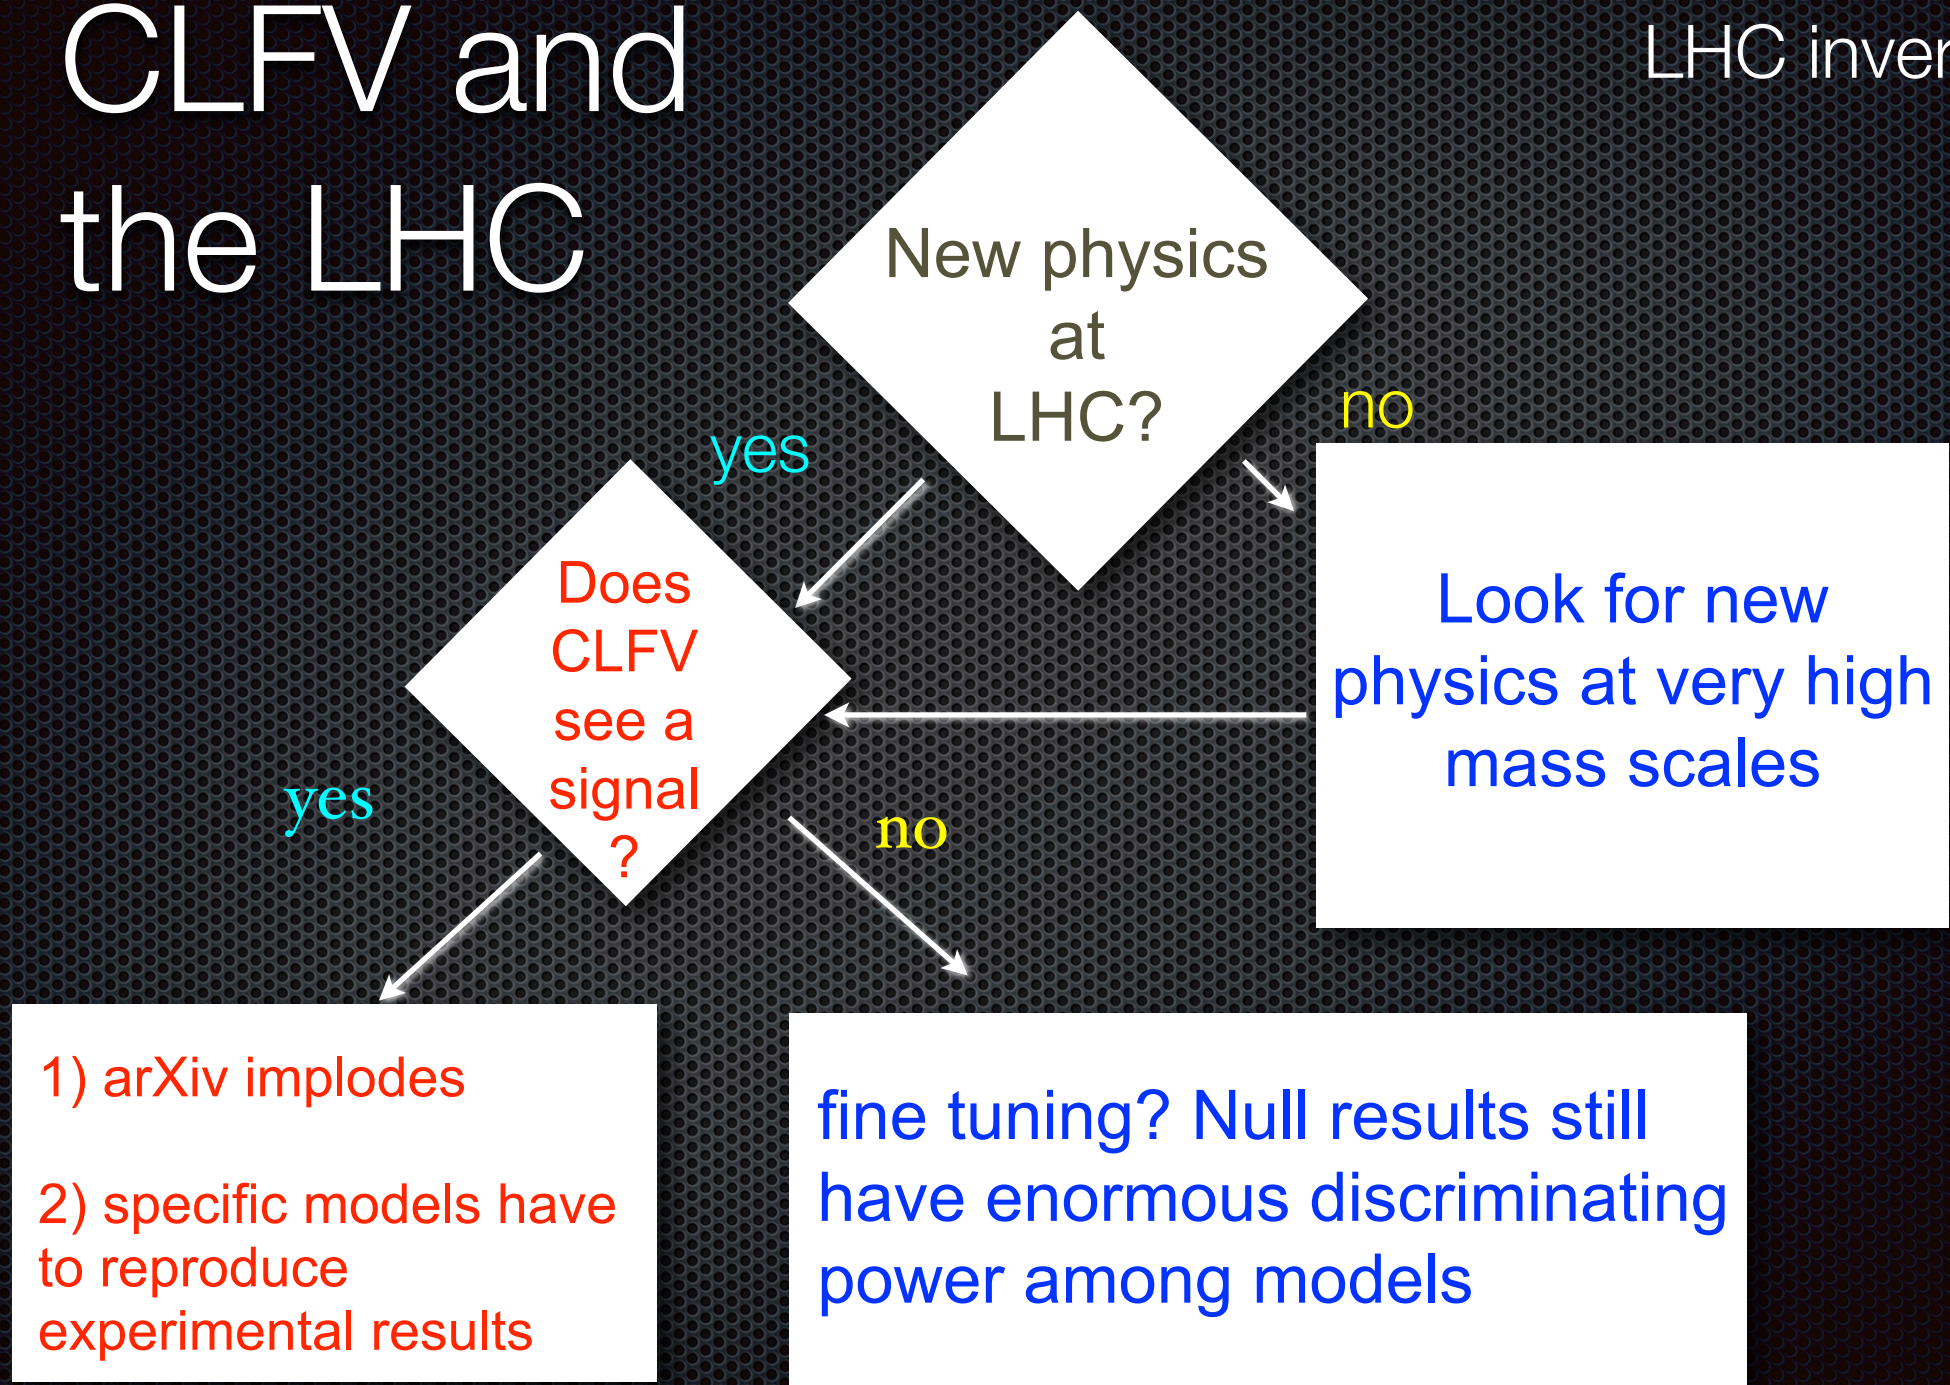 CLFV and
the LHC
LHC
New physics
at
LHC?
yes
no
Does
CLFV
see a
signal
?
Look for new
physics at very high
mass scales
yes
no
1) arXiv implodes
2) specific models have
to reproduce
experimental results
fine tuning? Null results still
have enormous discriminating
power among models